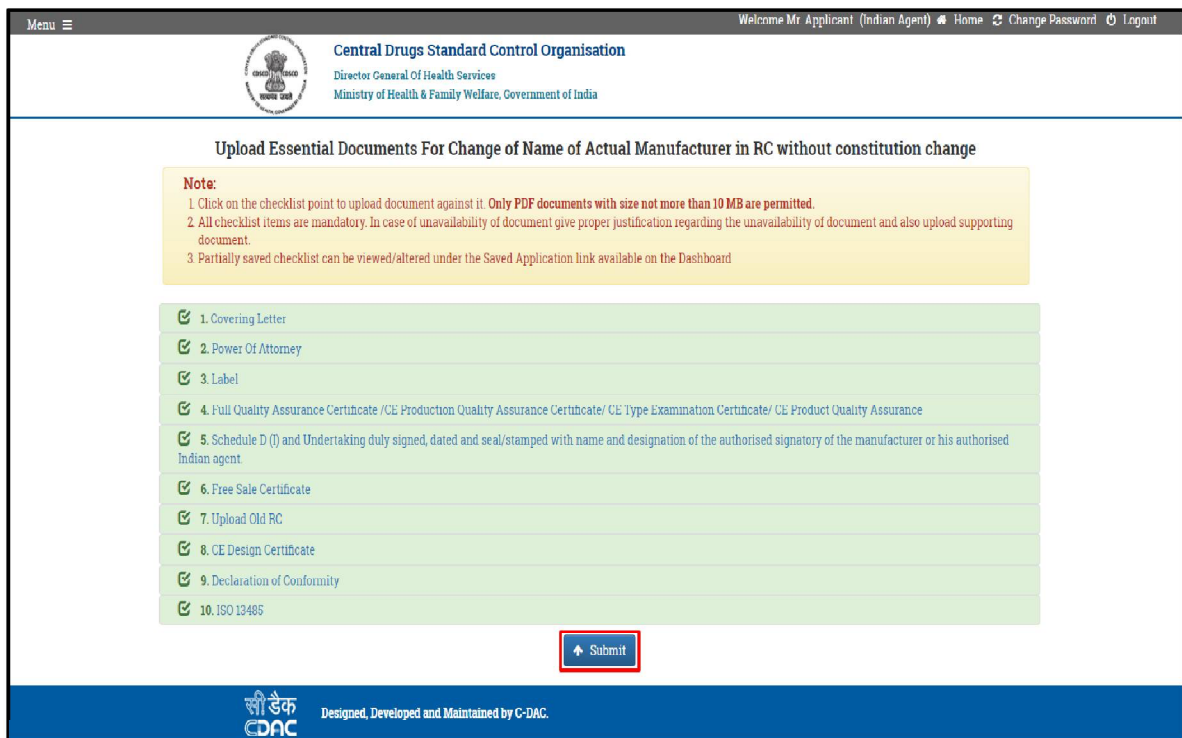 Menu ☰
Welcome Mr. Applicant (Indian Agent) Home Change Password Logout
Central Drugs Standard Control Organisation
Director General Of Health Services
Ministry of Health & Family Welfare, Government of India
Upload Essential Documents For Change of Name of Actual Manufacturer in RC without constitution change
Note:
1. Click on the checklist point to upload document against it. Only PDF documents with size not more than 10 MB are permitted.
2. All checklist items are mandatory. In case of unavailability of document give proper justification regarding the unavailability of document and also upload supporting
document.
3. Partially saved checklist can be viewed/altered under the Saved Application link available on the Dashboard
1. Covering Letter
2. Power Of Attorney
3. Label
4. Full Quality Assurance Certificate /CE Production Quality Assurance Certificate/ CE Type Examination Certificate/ CE Product Quality Assurance
5. Schedule D (I) and Undertaking duly signed, dated and seal/stamped with name and designation of the authorised signatory of the manufacturer or his authorised
Indian agent.
6. Free Sale Certificate
7. Upload Old RC
8. CE Design Certificate
9. Declaration of Conformity
10. ISO 13485
Submit
सी डैक
CDAC
Designed, Developed and Maintained by C-DAC.